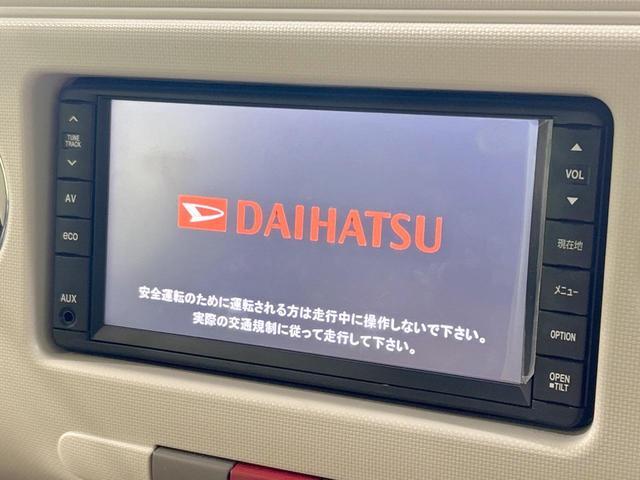 TUNE
TRACK
AV
eco
AUX
DAIHATSU
安全運転のために運転される方は走行中に操作しないで下さい。
実際の交通規制に従って走行して下さい。
VOL
現在地
メニュー
OPTION
OPEN
TILT